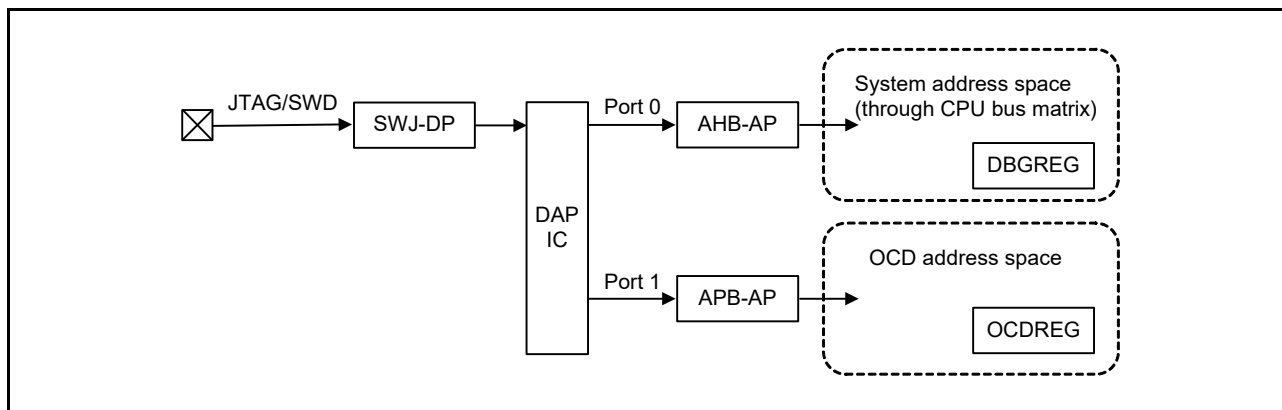 JTAG/SWD
SWJ-DP
DAP
IC
Port 0
AHB-AP
System address space
(through CPU bus matrix)
DBGREG
Port 1
APB-AP
OCD address space
OCDREG